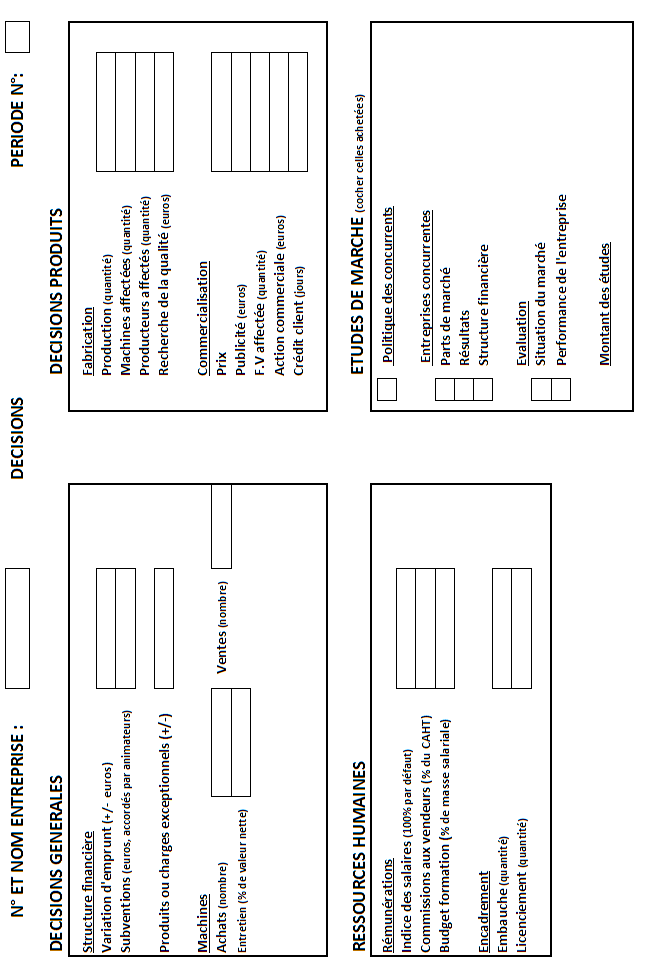 N° ET NOM ENTREPRISE :
DECISIONS
PERIODE N°:
DECISIONS GENERALES
Structure financière
Variation d'emprunt (+/- euros)
Subventions (euros, accordés par animateurs)
Produits ou charges exceptionnels (+/-)
Machines
Achats (nombre)
Ventes (nombre)
Entretien (% de valeur nette)
DECISIONS PRODUITS
Fabrication
Production (quantité)
Machines affectées (quantité)
Producteurs affectés (quantité)
Recherche de la qualité (euros)
Commercialisation
Prix
Publicité (euros)
F.V affectée (quantité)
Action commerciale (euros)
Crédit client (jours)
RESSOURCES HUMAINES
Rémunérations
Indice des salaires (100% par défaut)
Commissions aux vendeurs (% du CAHT)
Budget formation (% de masse salariale)
Encadrement
Embauche (quantité)
Licenciement (quantité)
ETUDES DE MARCHE (cocher celles achetées)
Politique des concurrents
Entreprises concurrentes
Parts de marché
Résultats
Structure financière
Evaluation
Situation du marché
Performance de l'entreprise
Montant des études